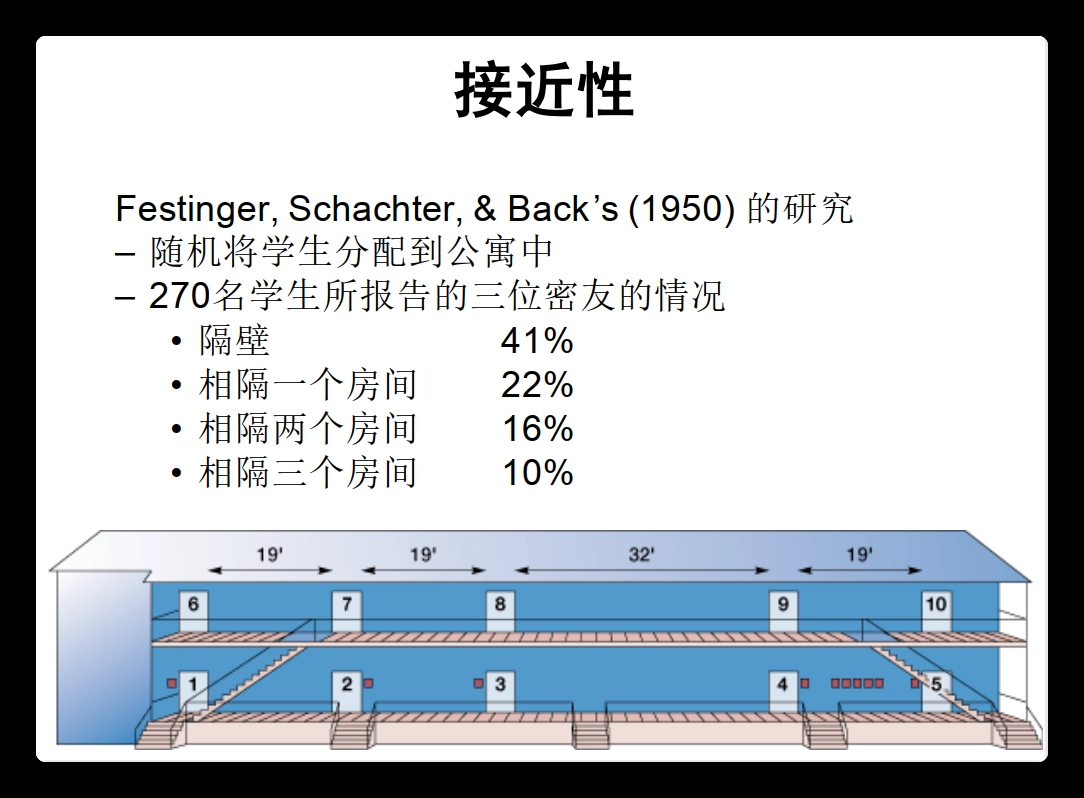 接近性
Festinger, Schachter, & Back’s (1950) 的研究
– 随机将学生分配到公寓中
– 270名学生所报告的三位密友的情况
• 隔壁 41%
• 相隔一个房间 22%
• 相隔两个房间 16%
• 相隔三个房间 10%
19' 19' 32' 19'
6 7 8 9 10
1 2 3 4 5